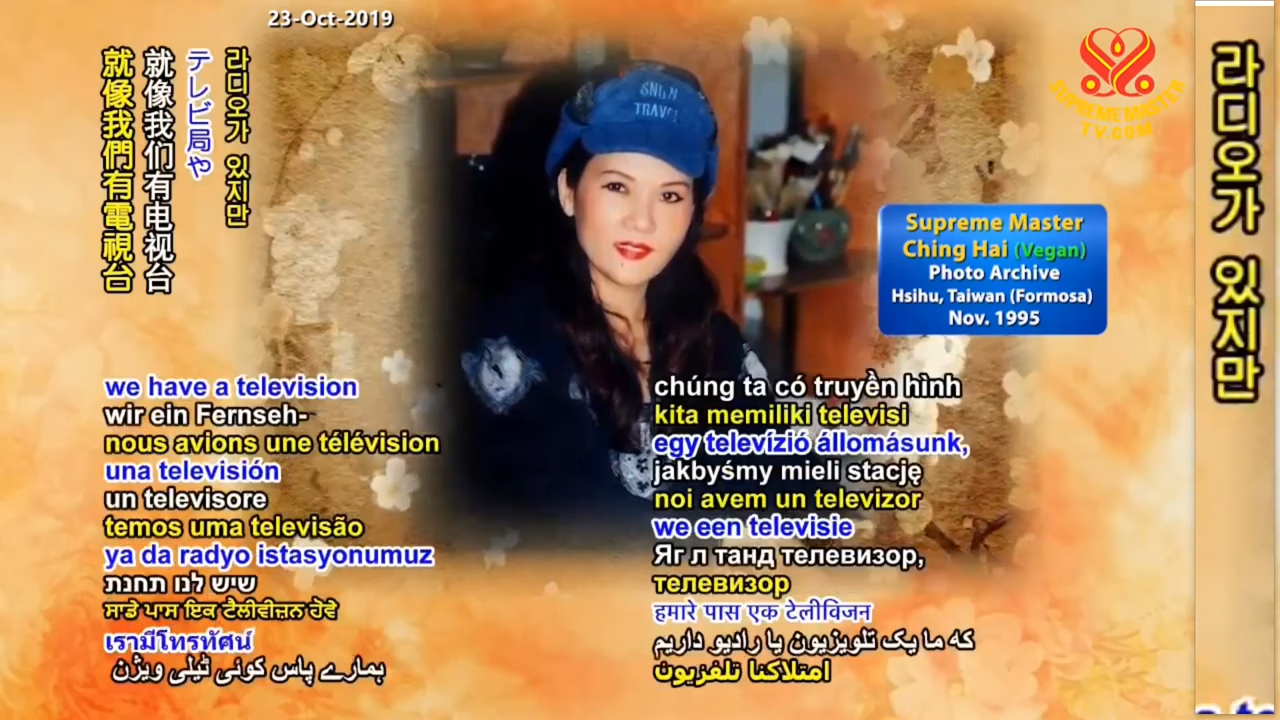 23-Oct-2019
라디오가 있지만
テレビ局や
就像我们有电视台
就像我們有電視台
SUPREME MASTER
TV.COM
SNGN
TRAVEL
Supreme Master
Ching Hai (Vegan)
Photo Archive
Hsihu, Taiwan (Formosa)
Nov. 1995
we have a television
wir ein Fernseh-
nous avions une télévision
una televisión
un televisore
temos uma televisão
ya da radyo istasyonumuz
שיש לנו תחנת
ਸਾਡੇ ਪਾਸ ਇਕ ਟੈਲੀਵੀਜ਼ਨ ਹੋਵੇ
เรามีโทรทัศน์
ہمارے پاس کوئی ٹیلی ویژن
chúng ta có truyền hình
kita memiliki televisi
egy televízió állomásunk,
jakbyśmy mieli stację
noi avem un televizor
we een televisie
Яг л танд телевизор,
телевизор
हमारे पास एक टेलीविजन
که ما یک تلویزیون یا رادیو داریم
امتلاكنا تلفزيون
라디오가 있지만